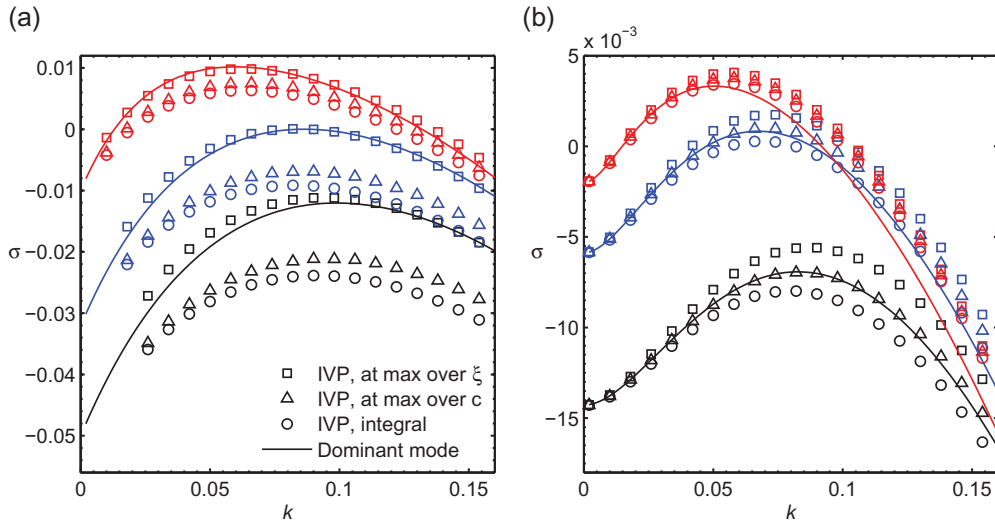 (a)
(b)
x 10⁻³
0.01
0
−0.01
−0.02
−0.03
−0.04
−0.05
σ
0
0.05
0.1
0.15
k
□ IVP, at max over ξ
△ IVP, at max over c
○ IVP, integral
Dominant mode
5
0
−5
−10
−15
σ
0
0.05
0.1
0.15
k